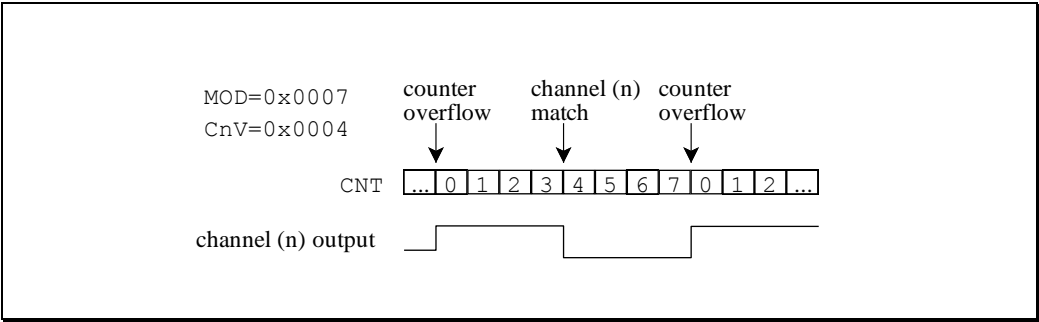 MOD=0x0007
CnV=0x0004
counter
overflow
channel (n)
match
counter
overflow
CNT ... 0 1 2 3 4 5 6 7 0 1 2 ...
channel (n) output